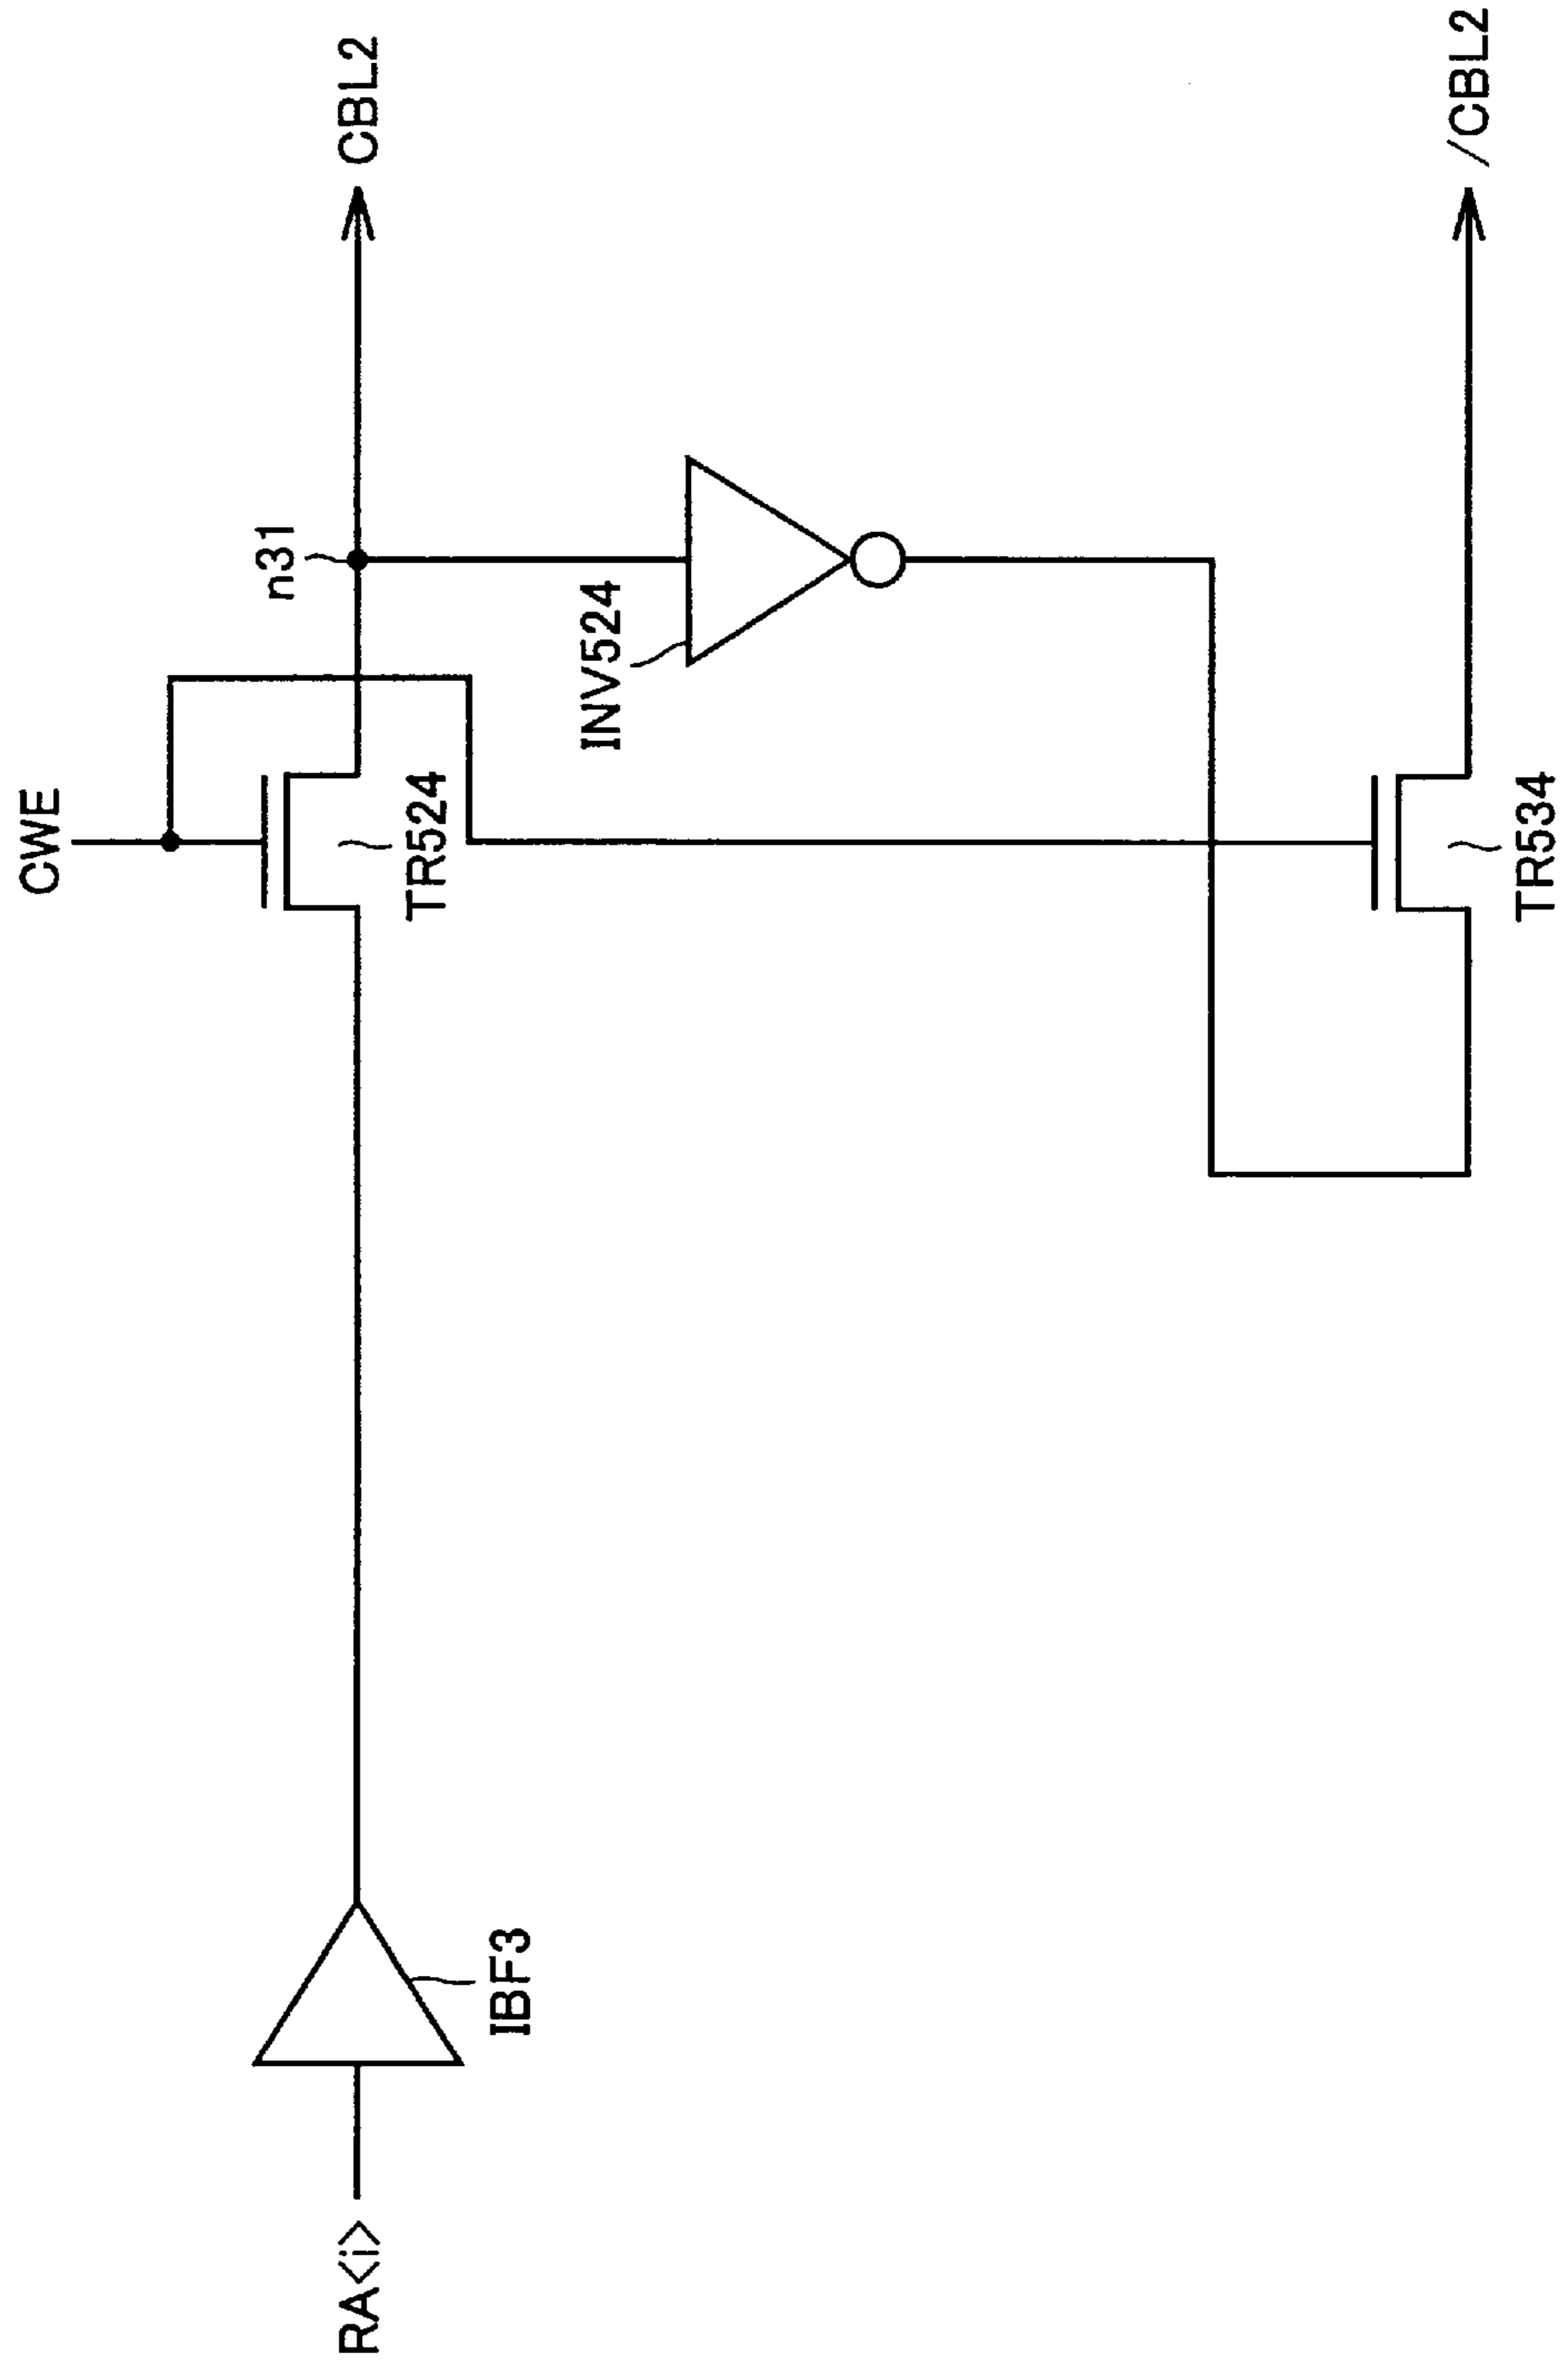 CWE
n31
CBL2
RA<i>
TR524
IBF3
INV524
/CBL2
TR534